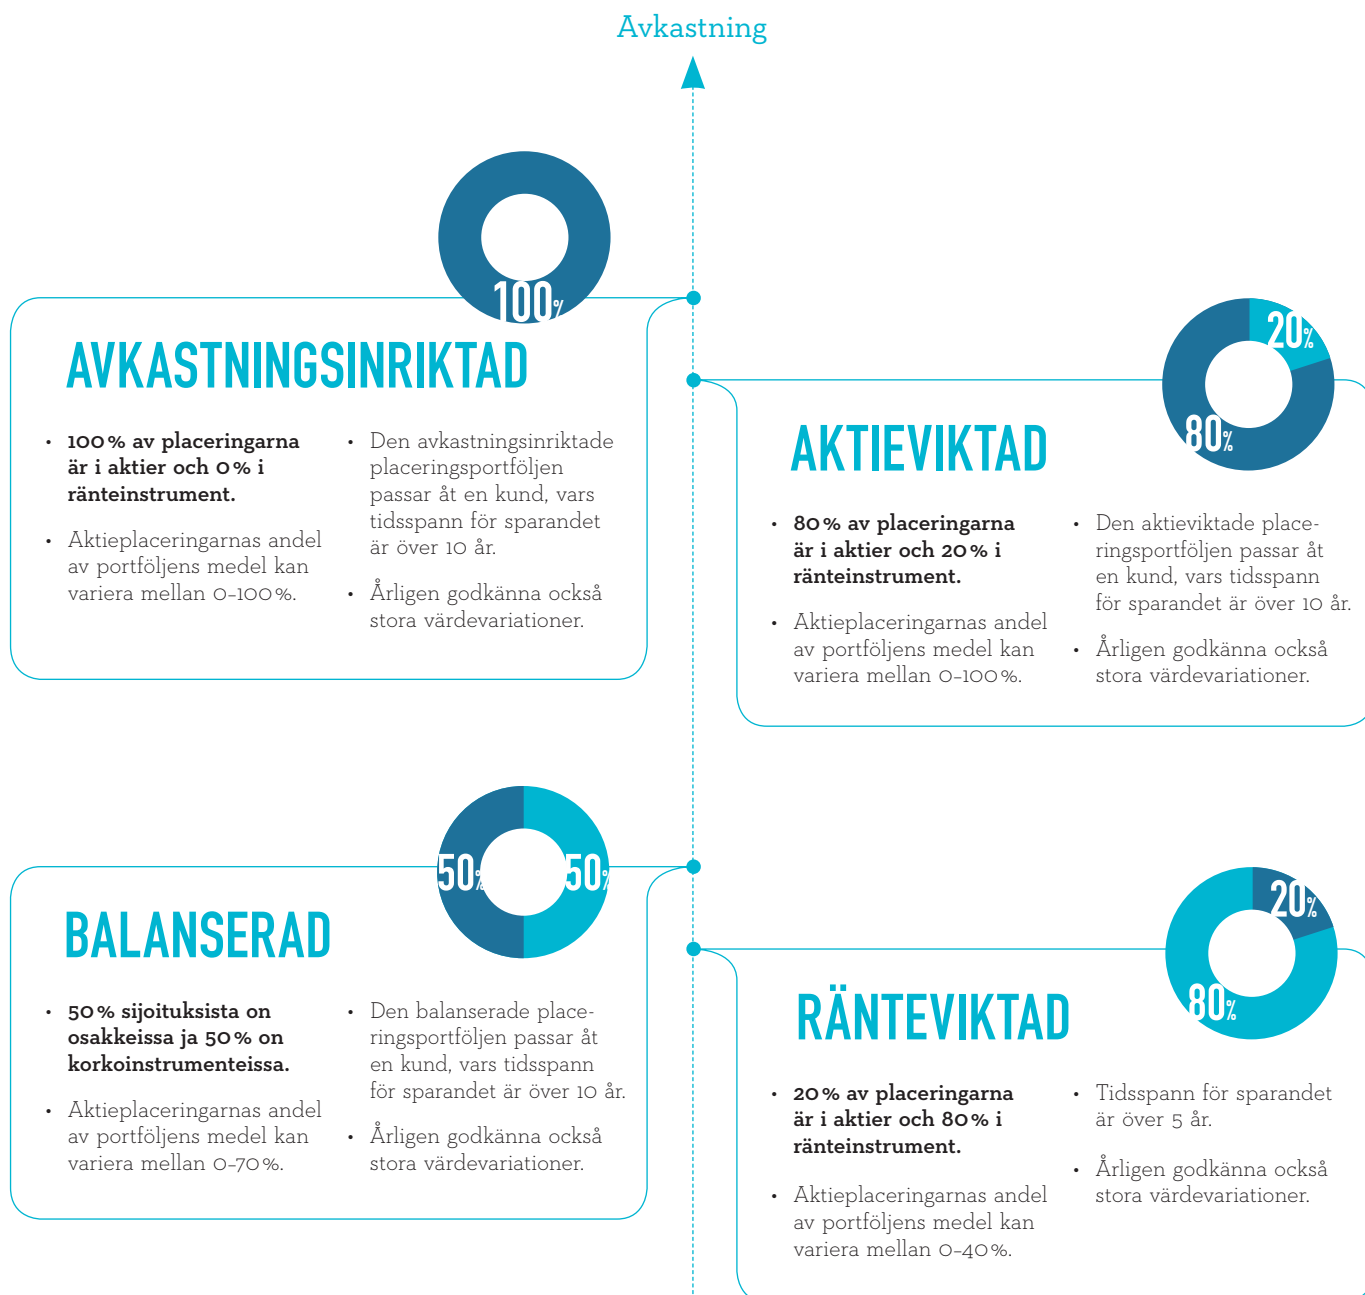 Avkastning
100%
AVKASTNINGSINRIKTAD
• 100% av placeringarna
är i aktier och 0% i
ränteinstrument.
• Aktieplaceringarnas andel
av portföljens medel kan
variera mellan 0–100%.
• Den avkastningsinriktade
placeringsportföljen
passar åt en kund, vars
tidsspann för sparandet
är över 10 år.
• Årligen godkänna också
stora värdevariationer.
20%
80%
AKTIEVIKTAD
• 80% av placeringarna
är i aktier och 20% i
ränteinstrument.
• Aktieplaceringarnas andel
av portföljens medel kan
variera mellan 0–100%.
• Den aktieviktade place-
ringsportföljen passar åt
en kund, vars tidsspann
för sparandet är över 10 år.
• Årligen godkänna också
stora värdevariationer.
50%
50%
BALANSERAD
• 50% sijoituksista on
osakkeissa ja 50% on
korkoinstrumenteissa.
• Aktieplaceringarnas andel
av portföljens medel kan
variera mellan 0–70%.
• Den balanserade place-
ringsportföljen passar åt
en kund, vars tidsspann
för sparandet är över 10 år.
• Årligen godkänna också
stora värdevariationer.
20%
80%
RÄNTEVIKTAD
• 20% av placeringarna
är i aktier och 80% i
ränteinstrument.
• Aktieplaceringarnas andel
av portföljens medel kan
variera mellan 0–40%.
• Tidsspann för sparandet
är över 5 år.
• Årligen godkänna också
stora värdevariationer.